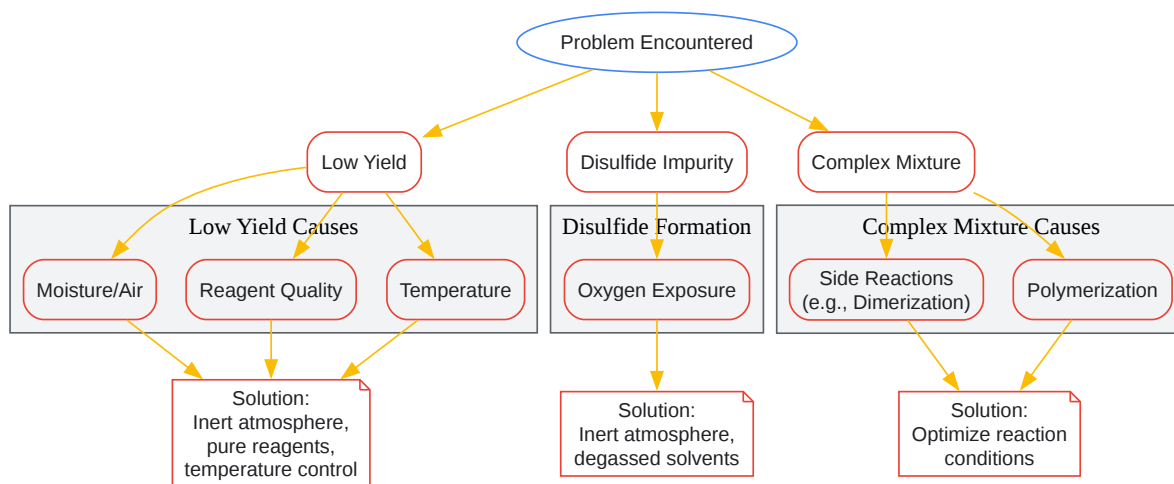 Problem Encountered
Low Yield
Disulfide Impurity
Complex Mixture
Low Yield Causes
Disulfide Formation
Complex Mixture Causes
Moisture/Air
Reagent Quality
Temperature
Oxygen Exposure
Side Reactions
(e.g., Dimerization)
Polymerization
Solution:
Inert atmosphere,
pure reagents,
temperature control
Solution:
Inert atmosphere,
degassed solvents
Solution:
Optimize reaction
conditions